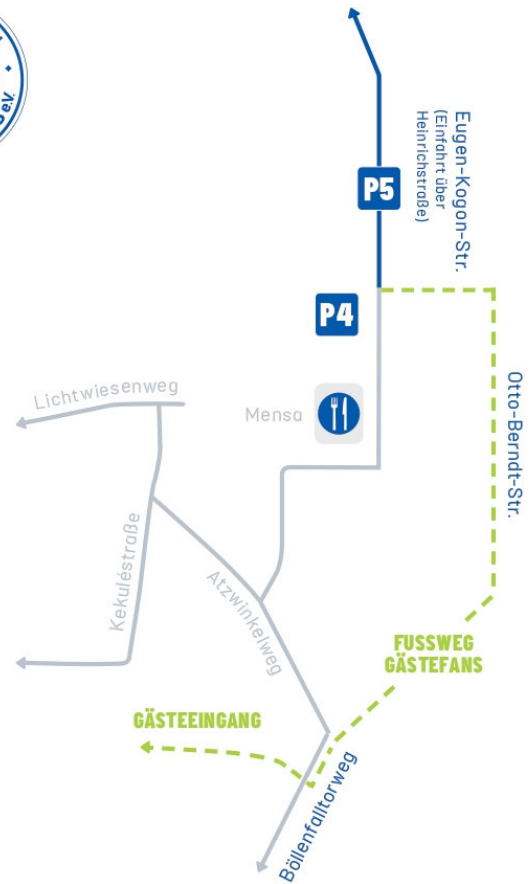 e.V.
Eugen-Kogon-Str.
(Einfahrt über
Heinrichstraße)
P5
P4
Otto-Berndt-Str.
Lichtwiesenweg
Mensa
Kekuléstraße
Atzwinkelweg
FUSSWEG
GÄSTEFANS
GÄSTEEINGANG
Böllenfalltorweg